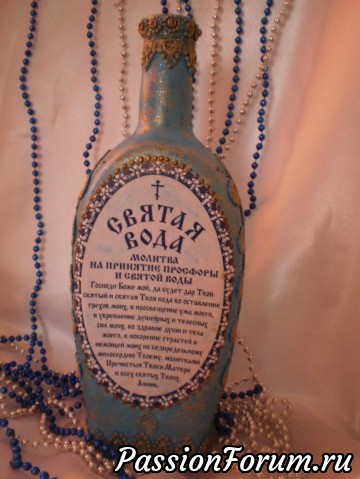 СВЯТАЯ
ВОДА
МОЛИТВА
НА ПРИНЯТИЕ ПРОСФОРЫ
И СВЯТОЙ ВОДЫ
Господи Боже мой, да будет дар Твой
святый и святая Твоя вода во оставление
грехов моих, в просвещение ума моего,
в укрепление душевных и телесных
сил моих, во здравие души и тела
моего, в покорение страстей и
немощей моих по безпредельному
милосердию Твоему, молитвами
Пречистыя Твоея Матери
и всех святых Твоих.
Аминь.
PassionForum.ru